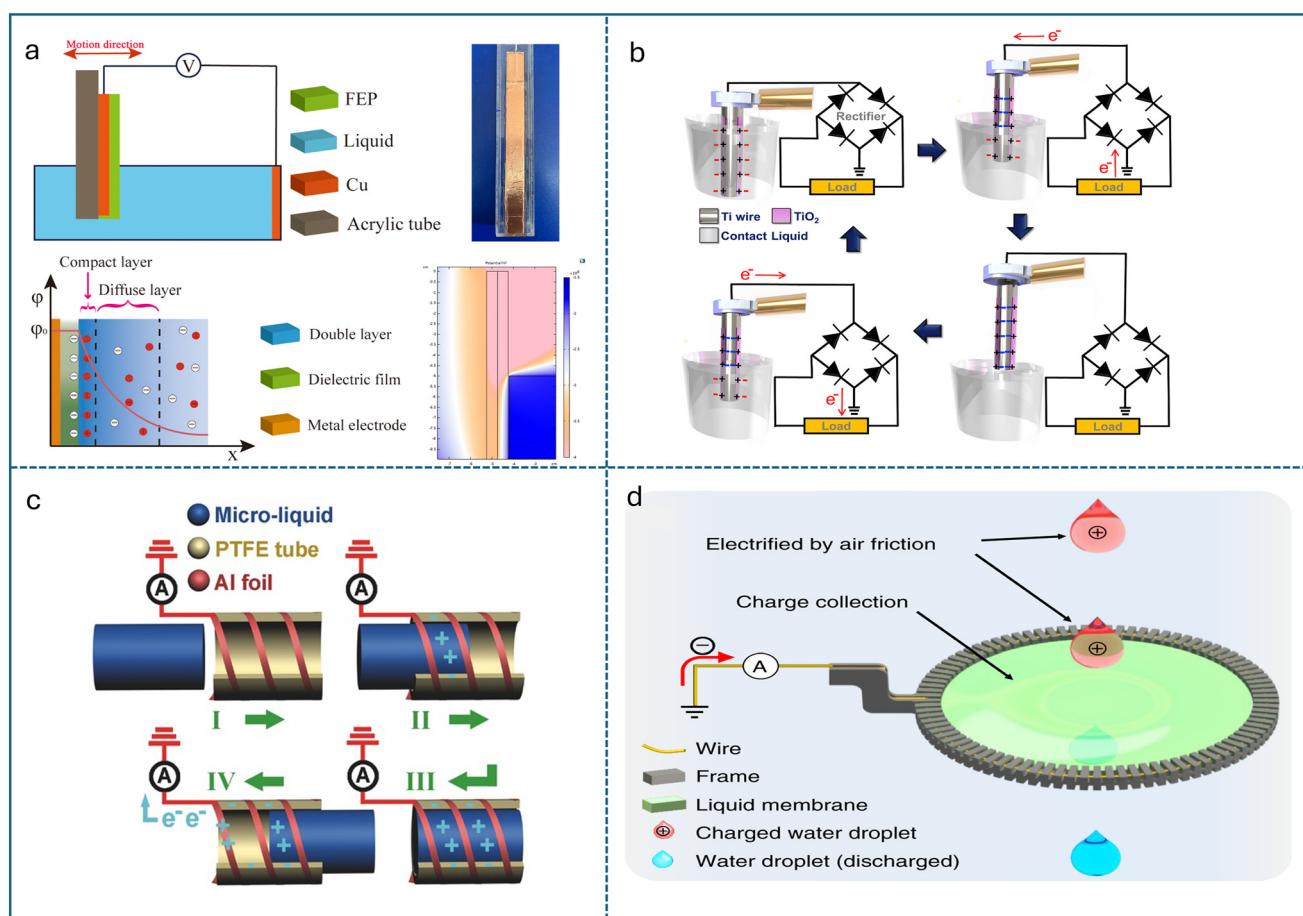 a
Motion direction
V
FEP
Liquid
Cu
Acrylic tube
Compact layer
Diffuse layer
φ
φ₀
X
Double layer
Dielectric film
Metal electrode
Potential(V)
b
e⁻
Rectifier
e⁻
Load
Load
Ti wire
TiO₂
Contact Liquid
e⁻
e⁻
Load
Load
c
Micro-liquid
PTFE tube
Al foil
A
A
I
II
A
A
IV
III
e⁻ e⁻
d
Electrified by air friction
Charge collection
A
Wire
Frame
Liquid membrane
Charged water droplet
Water droplet (discharged)